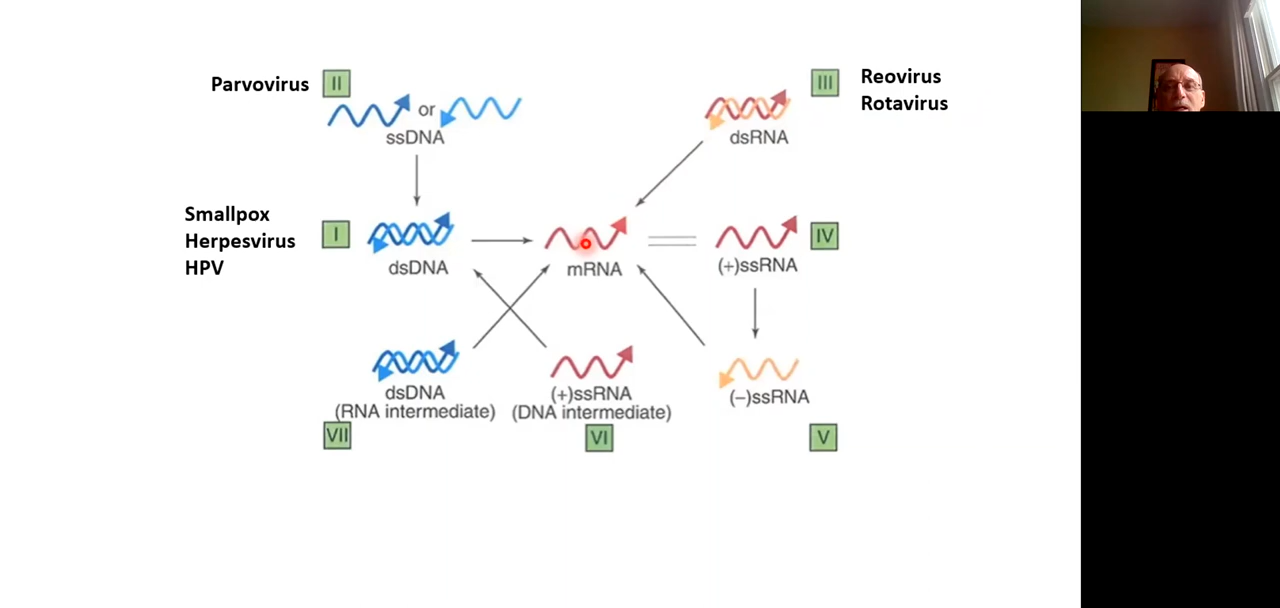 Parvovirus
II
or
ssDNA
III
Reovirus
Rotavirus
dsRNA
Smallpox
Herpesvirus
HPV
I
dsDNA
mRNA
(+)ssRNA
IV
dsDNA
(RNA intermediate)
VII
(+)ssRNA
(DNA intermediate)
VI
(–)ssRNA
V